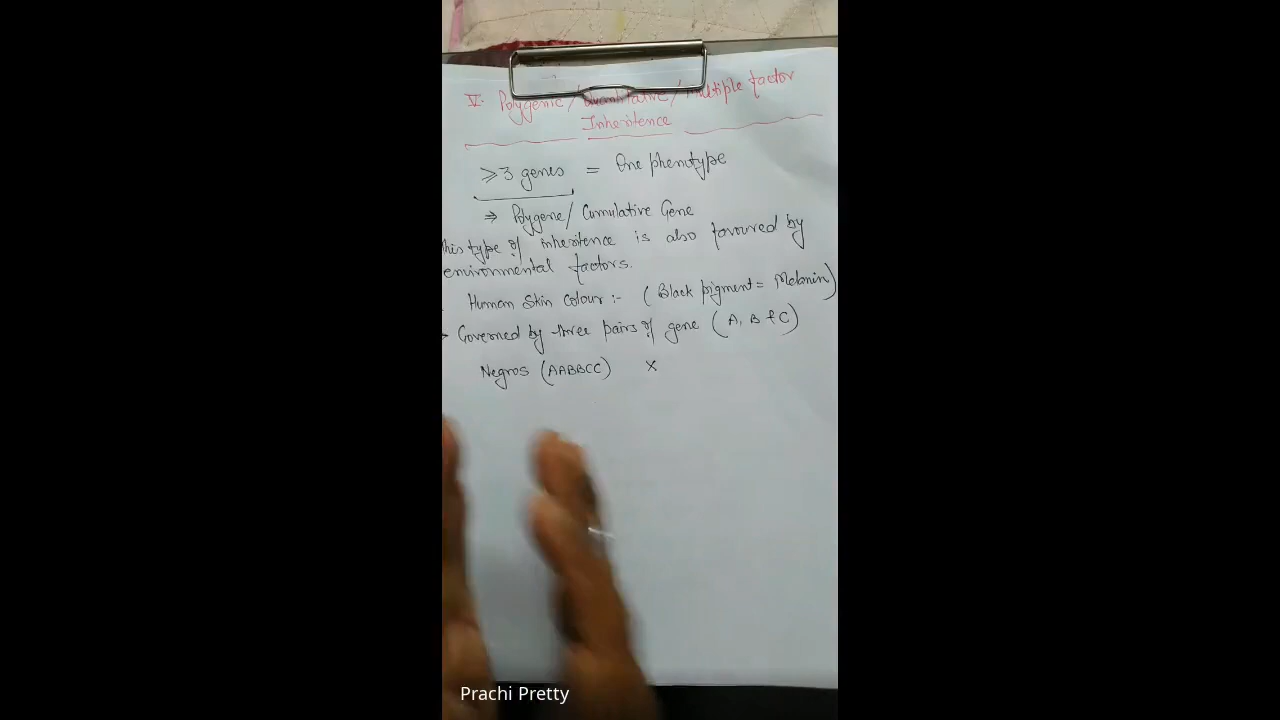 V. Polygenic/ Quantitative/ Multiple factor
Inheritence
⩾3 genes = One phenotype
⇒ Polygene/ Cumulative Gene
This type of inheritence is also favoured by
environmental factors.
Human Skin Colour :- (Black pigment = Melanin)
→ Governed by three pairs of gene (A, B & C)
Negros (AABBCC) x
Prachi Pretty